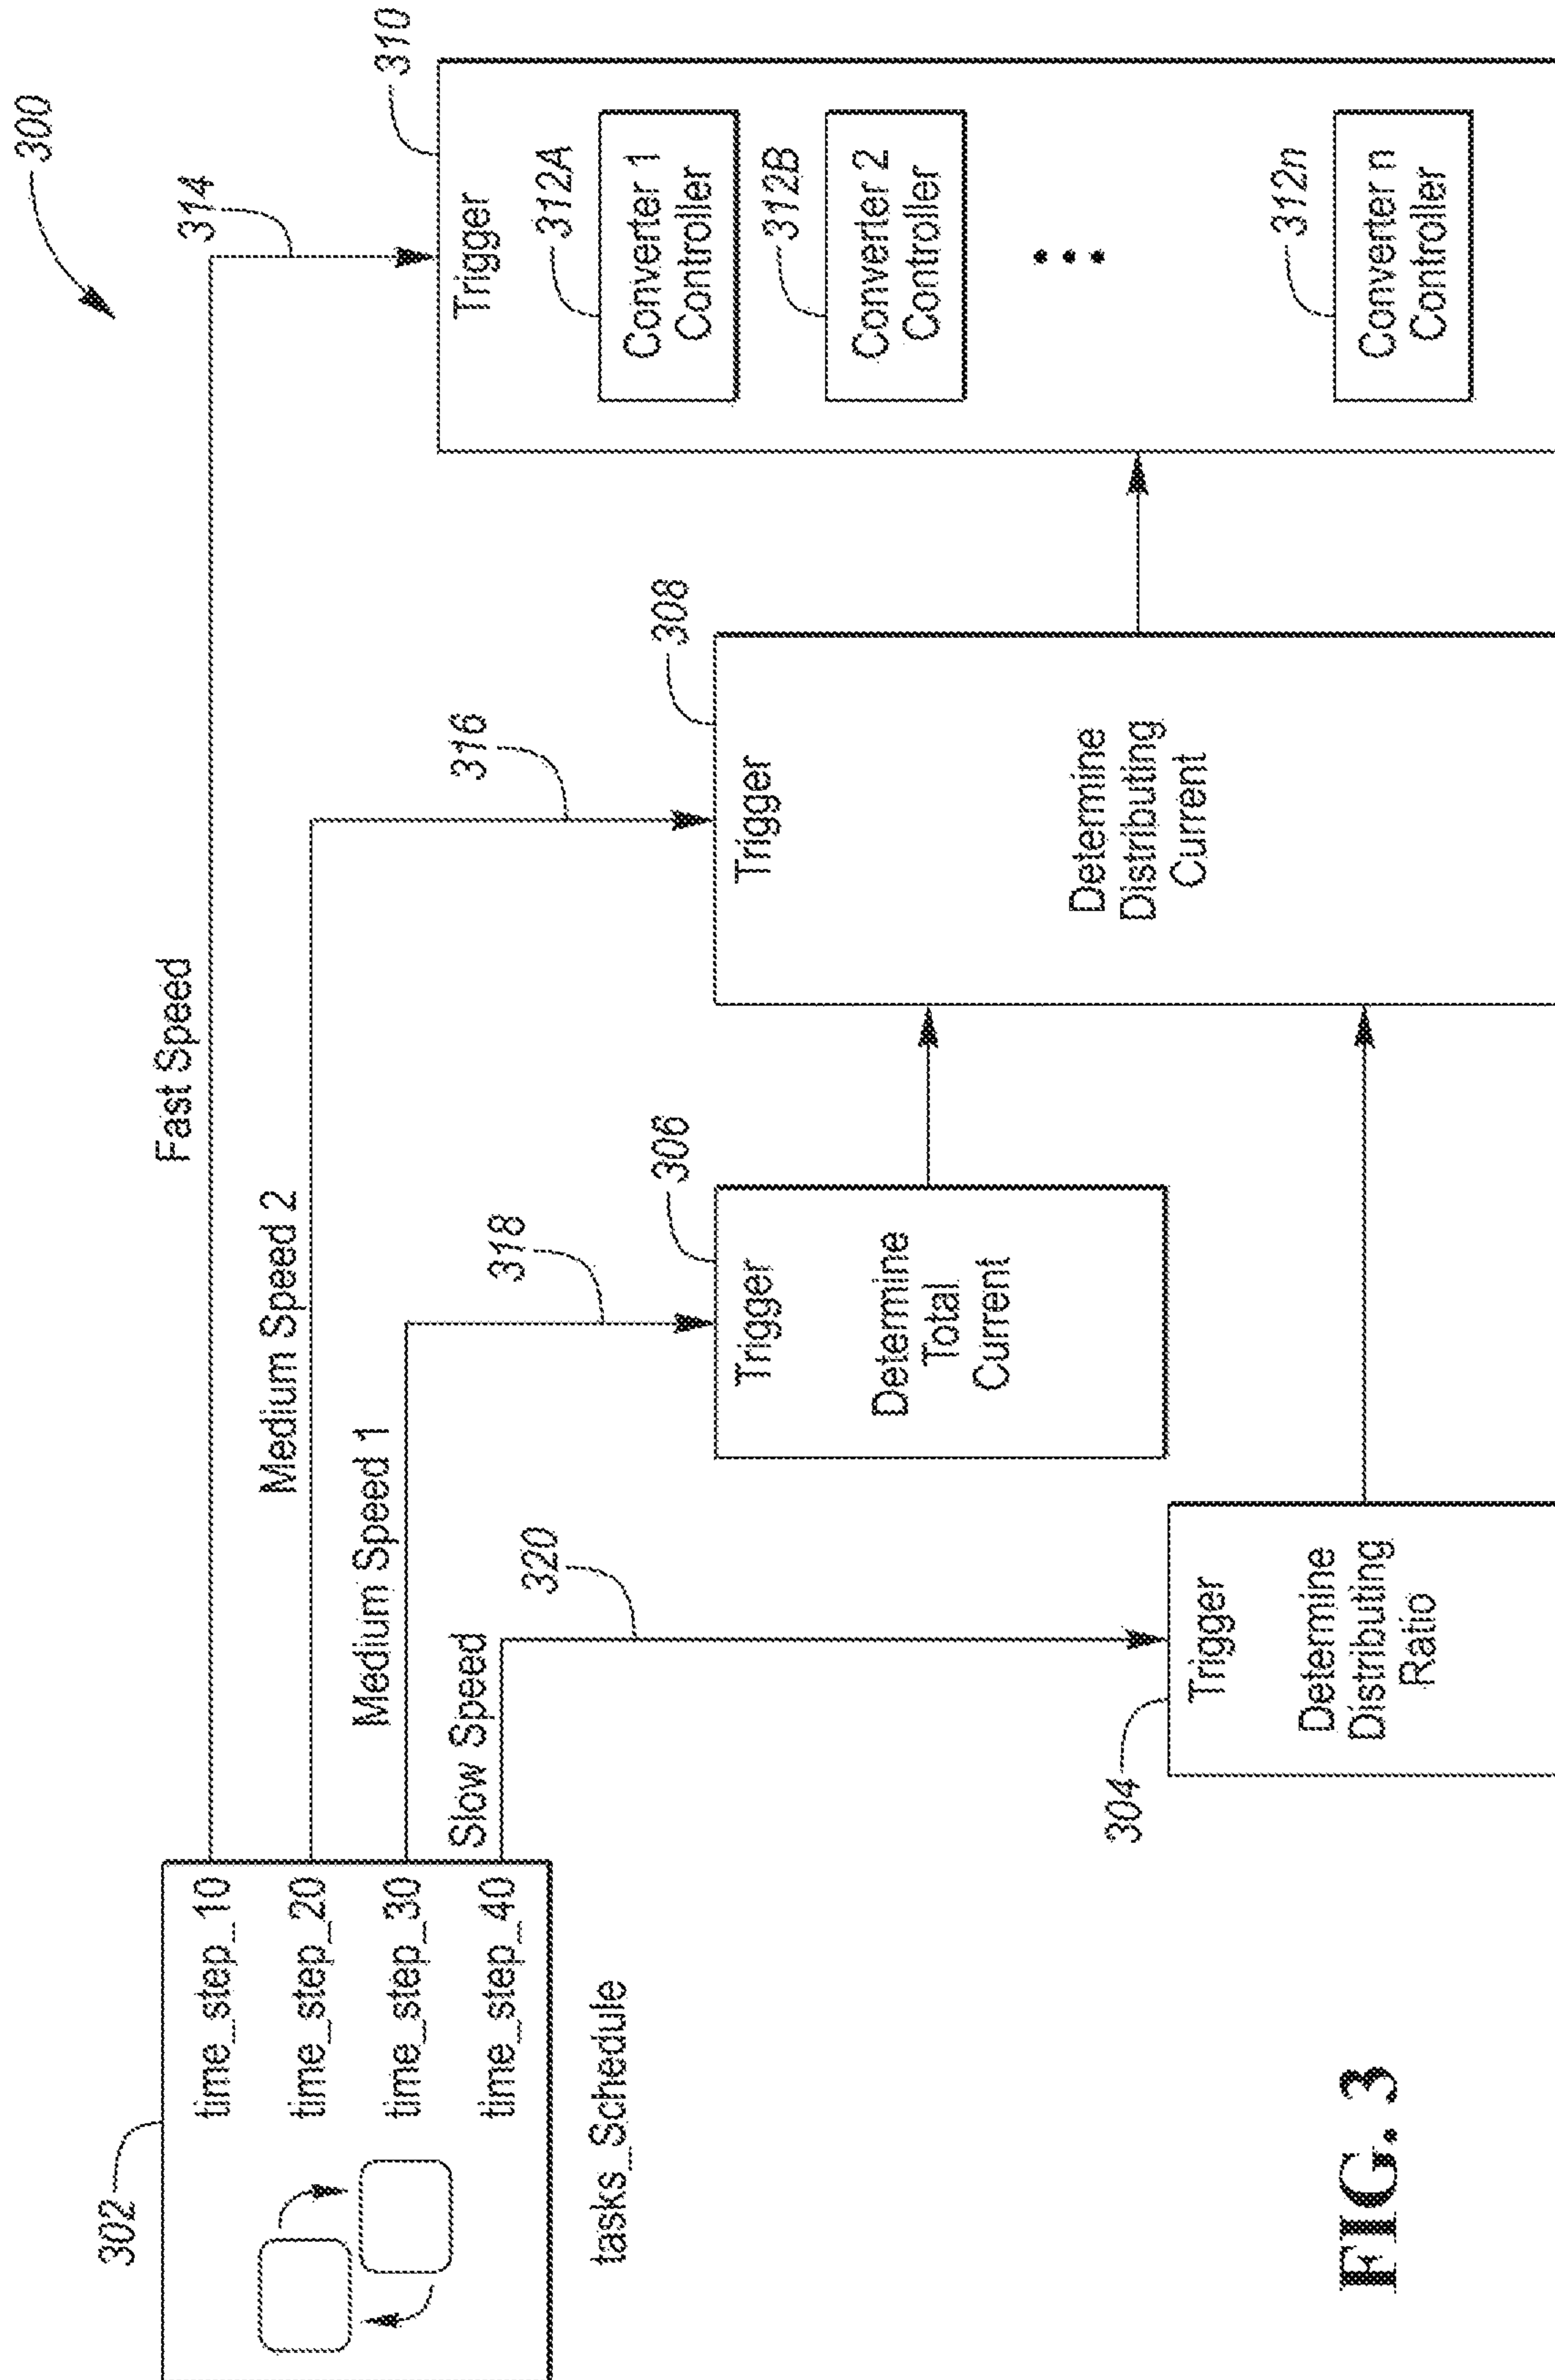 300
302
time_step_10
time_step_20
time_step_30
time_step_40
tasks_Schedule
Fast Speed
Medium Speed 2
Medium Speed 1
Slow Speed
314
316
318
320
304
Trigger
Determine
Distributing
Ratio
306
Trigger
Determine
Total
Current
308
Trigger
Determine
Distributing
Current
310
Trigger
312A
Converter 1
Controller
312B
Converter 2
Controller
312n
Converter n
Controller
FIG. 3